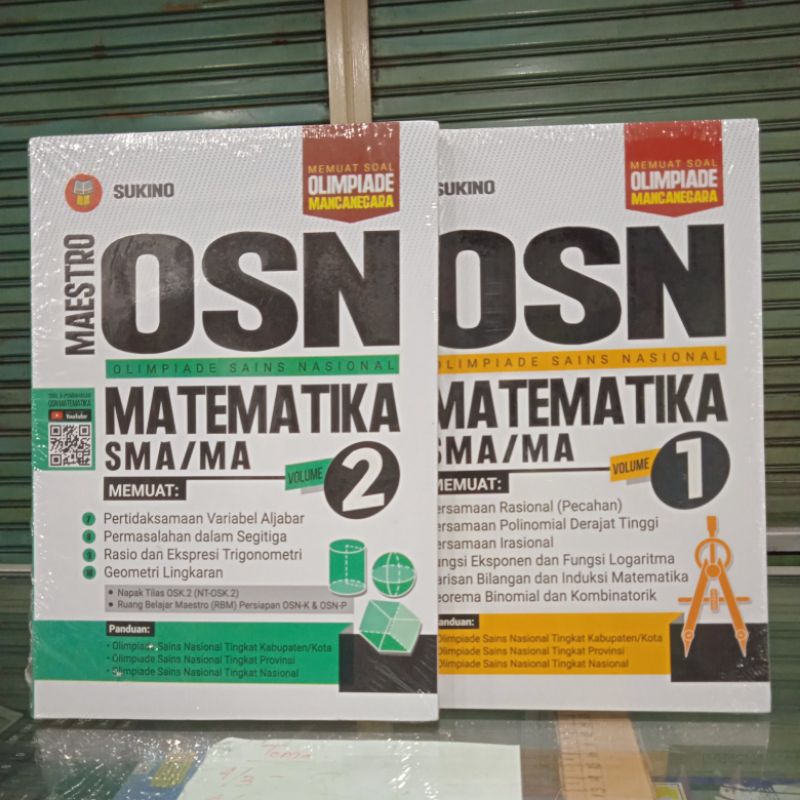 SUKINO
MEMUAT SOAL
OLIMPIADE
MANCANEGARA
MAESTRO
OSN
OLIMPIADE SAINS NASIONAL
OSN MATEMATIKA
YouTube
MATEMATIKA
SMA/MA
VOLUME 2
MEMUAT:
7 Pertidaksamaan Variabel Aljabar
8 Permasalahan dalam Segitiga
9 Rasio dan Ekspresi Trigonometri
10 Geometri Lingkaran
• Napak Tilas OSK.2 (NT-OSK.2)
• Ruang Belajar Maestro (RBM) Persiapan OSN-K & OSN-P
Panduan:
• Olimpiade Sains Nasional Tingkat Kabupaten/Kota
• Olimpiade Sains Nasional Tingkat Provinsi
• Olimpiade Sains Nasional Tingkat Nasional
SUKINO
MEMUAT SOAL
OLIMPIADE
MANCANEGARA
OSN
OLIMPIADE SAINS NASIONAL
MATEMATIKA
SMA/MA
VOLUME 1
MEMUAT:
ersamaan Rasional (Pecahan)
ersamaan Polinomial Derajat Tinggi
ersamaan Irasional
ungsi Eksponen dan Fungsi Logaritma
arisan Bilangan dan Induksi Matematika
eorema Binomial dan Kombinatorik
Panduan:
Olimpiade Sains Nasional Tingkat Kabupaten/Kota
Olimpiade Sains Nasional Tingkat Provinsi
Olimpiade Sains Nasional Tingkat Nasional